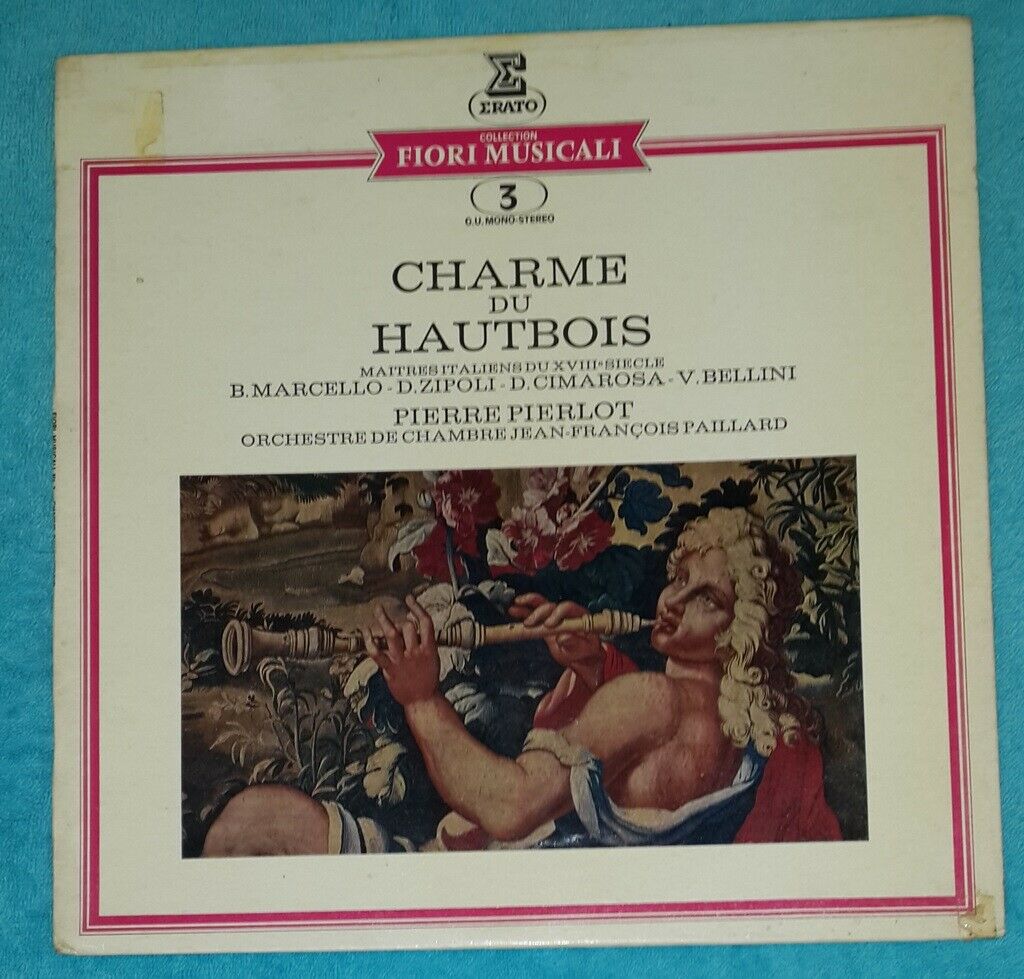 ERATO
COLLECTION
FIORI MUSICALI
3
G.U. MONO-STEREO
CHARME
DU
HAUTBOIS
MAITRES ITALIENS DU XVIIIe SIECLE
B. MARCELLO - D. ZIPOLI - D. CIMAROSA - V. BELLINI
PIERRE PIERLOT
ORCHESTRE DE CHAMBRE JEAN-FRANÇOIS PAILLARD